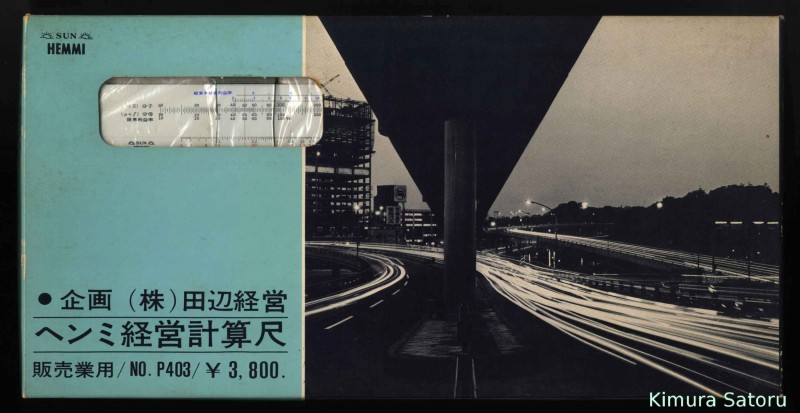 SUN
HEMMI
● 企画 (株) 田辺経営
ヘンミ経営計算尺
販売業用/NO. P403/¥ 3,800.
Kimura Satoru